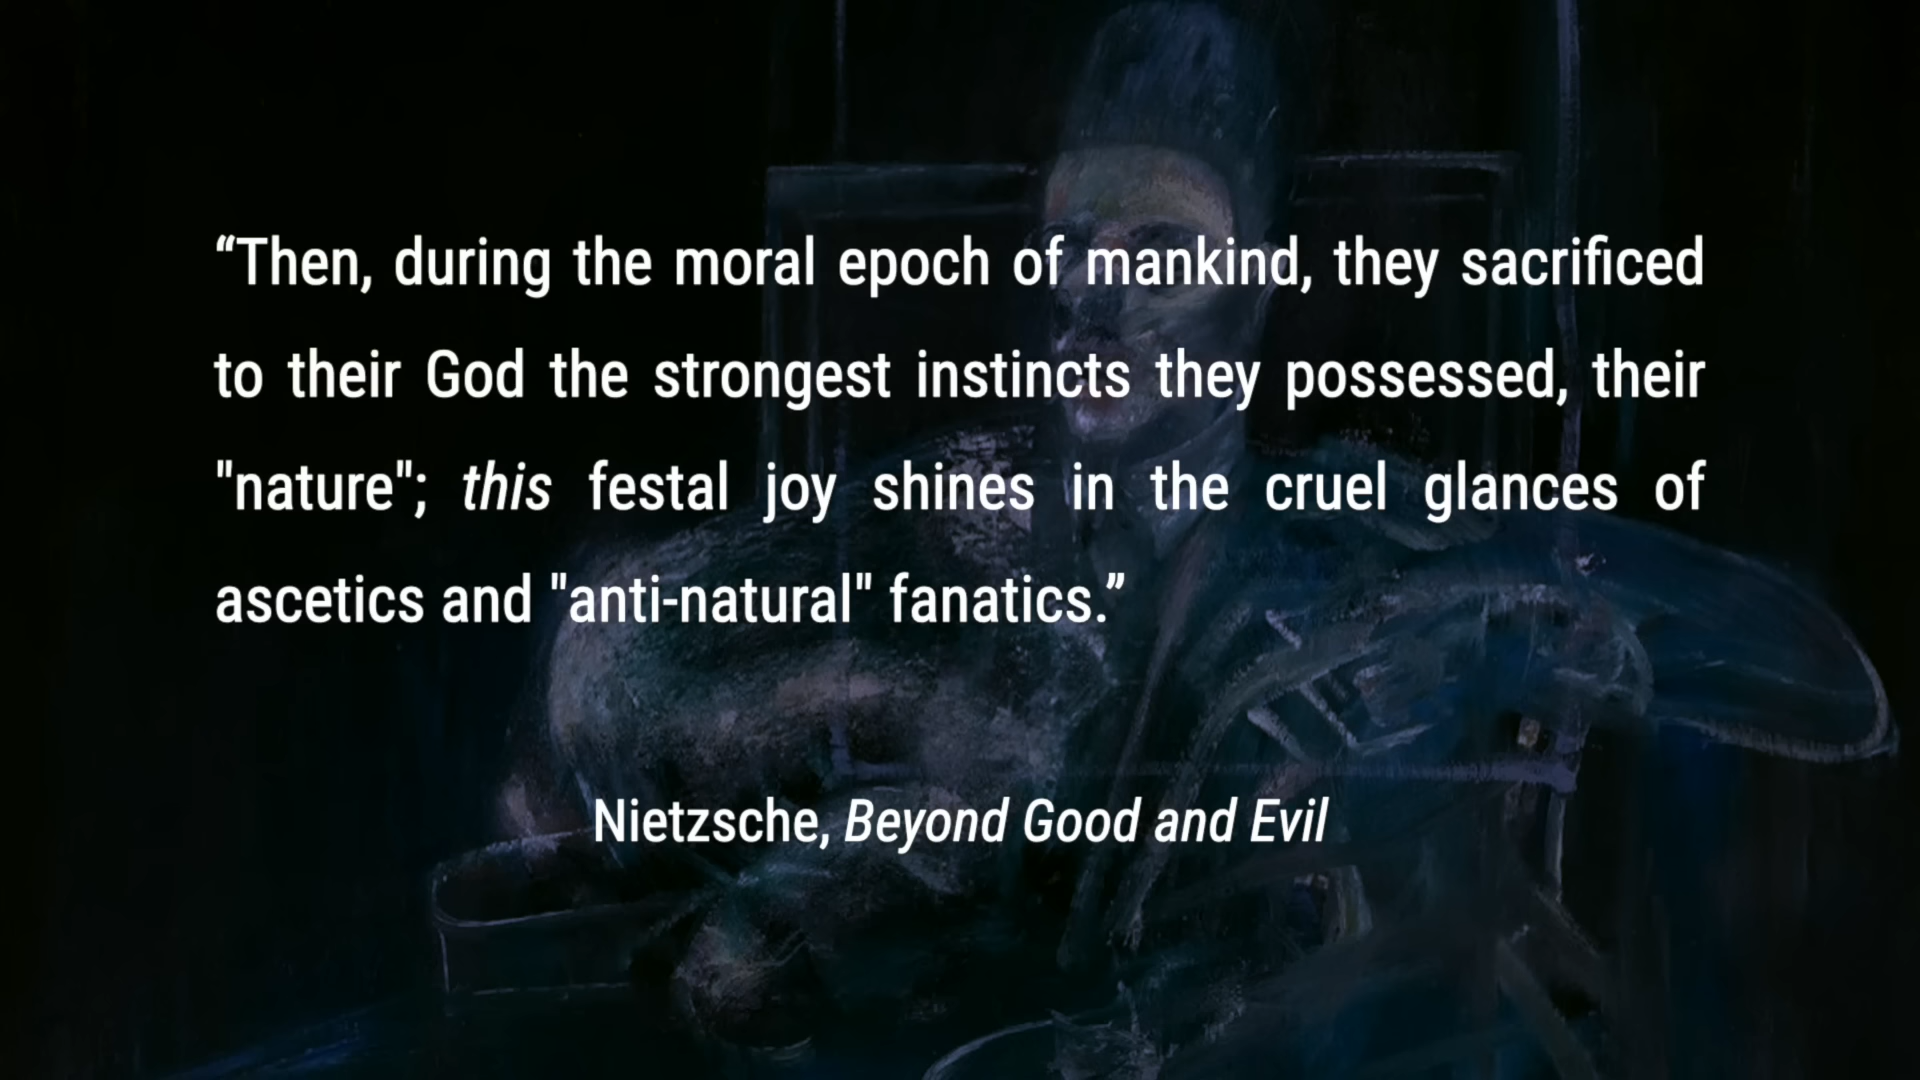 “Then, during the moral epoch of mankind, they sacrificed
to their God the strongest instincts they possessed, their
"nature"; this festal joy shines in the cruel glances of
ascetics and "anti-natural" fanatics.”
Nietzsche, Beyond Good and Evil